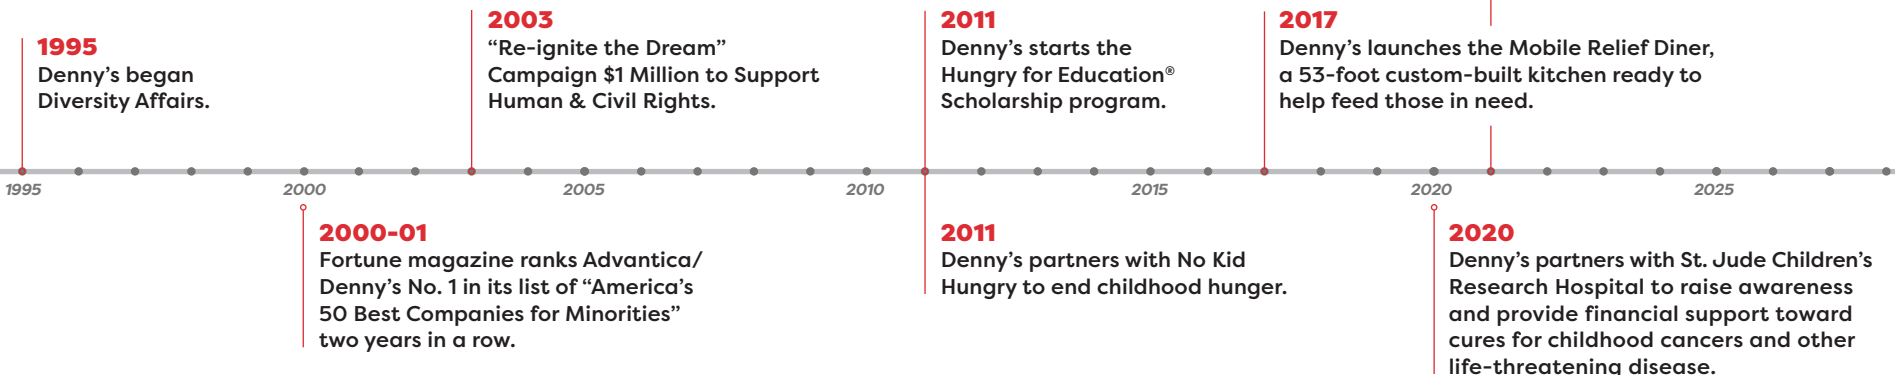 1995
Denny’s began
Diversity Affairs.
2003
“Re-ignite the Dream”
Campaign $1 Million to Support
Human & Civil Rights.
2011
Denny’s starts the
Hungry for Education®
Scholarship program.
2017
Denny’s launches the Mobile Relief Diner,
a 53-foot custom-built kitchen ready to
help feed those in need.
1995 2000 2005 2010 2015 2020 2025
2000-01
Fortune magazine ranks Advantica/
Denny’s No. 1 in its list of “America’s
50 Best Companies for Minorities”
two years in a row.
2011
Denny’s partners with No Kid
Hungry to end childhood hunger.
2020
Denny’s partners with St. Jude Children’s
Research Hospital to raise awareness
and provide financial support toward
cures for childhood cancers and other
life-threatening disease.